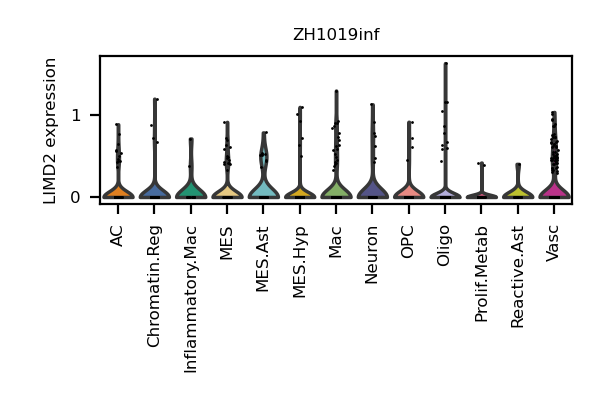 ZH1019inf
LIMD2 expression
1
0
AC
Chromatin.Reg
Inflammatory.Mac
MES
MES.Ast
MES.Hyp
Mac
Neuron
OPC
Oligo
Prolif.Metab
Reactive.Ast
Vasc